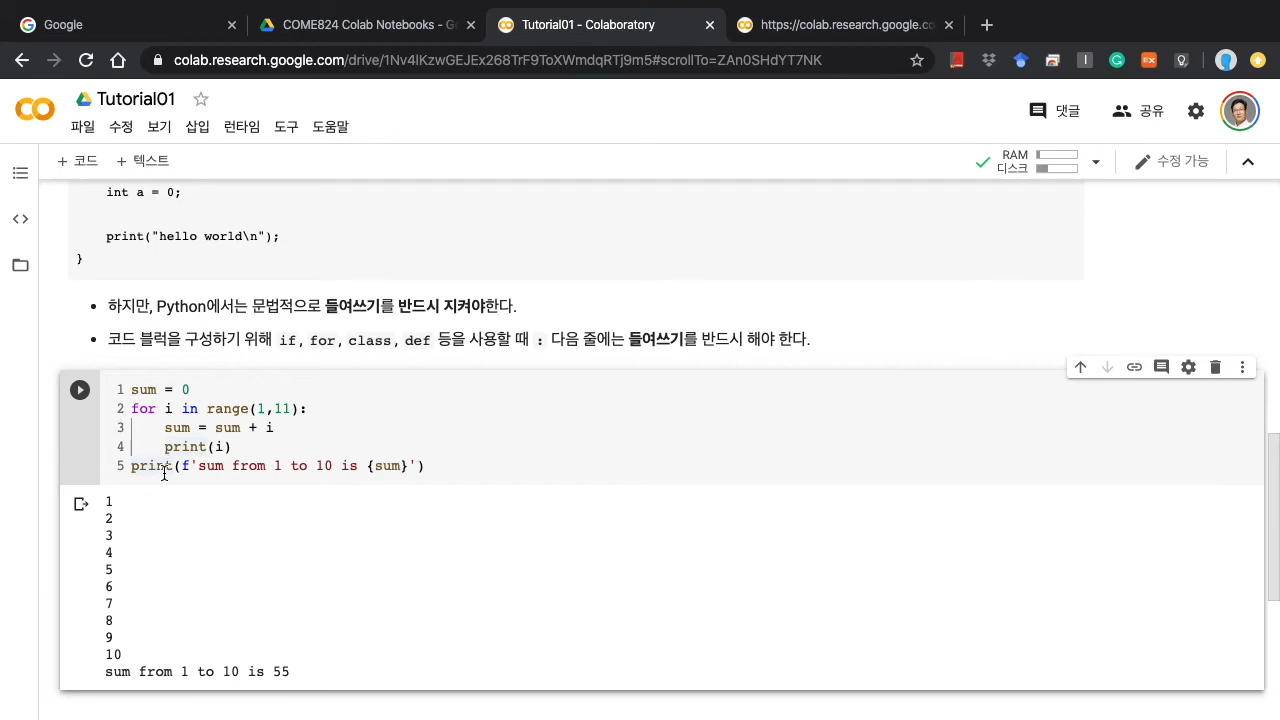 Google
COME824 Colab Notebooks - Go
Tutorial01 - Colaboratory
https://colab.research.google.co
colab.research.google.com/drive/1Nv4lKzwGEJEx268TrF9ToXWmdqRTj9m5#scrollTo=ZAn0SHdYT7NK
Tutorial01
댓글
공유
파일 수정 보기 삽입 런타임 도구 도움말
+ 코드 + 텍스트
RAM
디스크
수정 가능
int a = 0;
print("hello world\n");
}
• 하지만, Python에서는 문법적으로 들여쓰기를 반드시 지켜야한다.
• 코드 블럭을 구성하기 위해 if, for, class, def 등을 사용할 때 : 다음 줄에는 들여쓰기를 반드시 해야 한다.
1 sum = 0
2 for i in range(1,11):
3     sum = sum + i
4     print(i)
5 print(f'sum from 1 to 10 is {sum}')
1
2
3
4
5
6
7
8
9
10
sum from 1 to 10 is 55